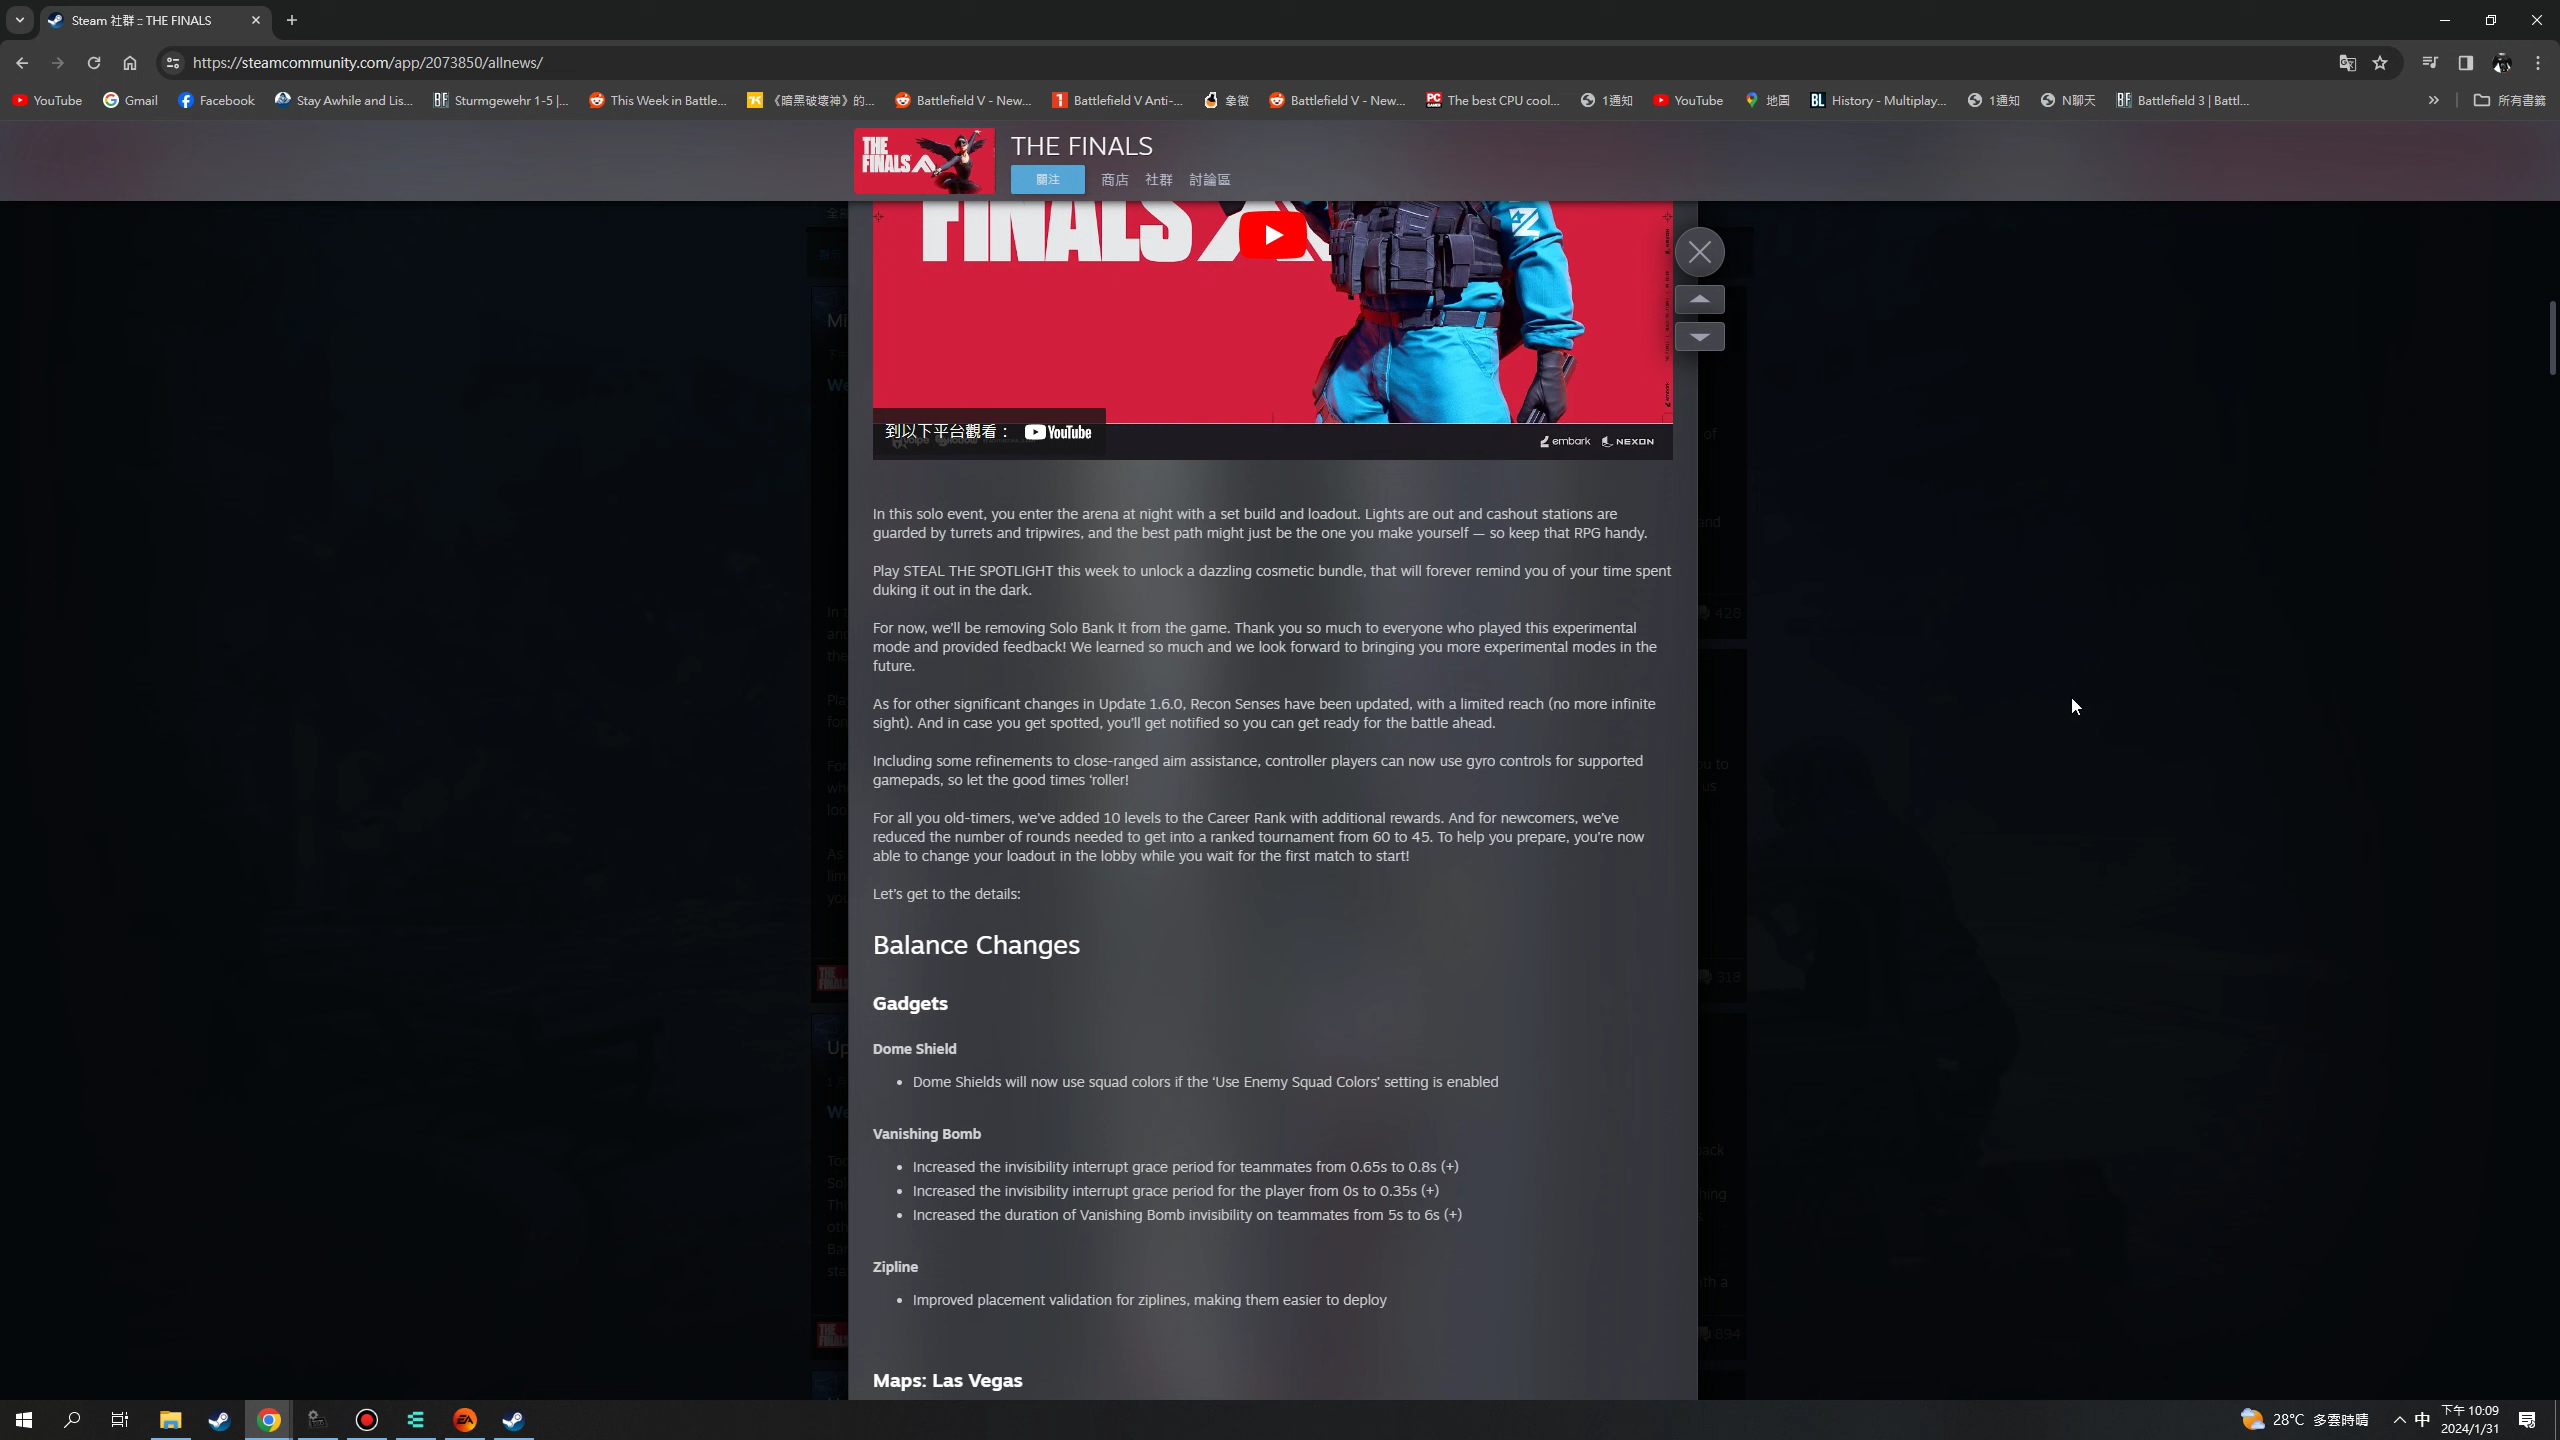 Steam 社群 :: THE FINALS
https://steamcommunity.com/app/2073850/allnews/
YouTube
Gmail
Facebook
Stay Awhile and Lis...
Sturmgewehr 1-5 |...
This Week in Battle...
《暗黑破壞神》的...
Battlefield V - New...
Battlefield V Anti-...
象徵
Battlefield V - New...
The best CPU cool...
1通知
YouTube
地圖
History - Multiplay...
1通知
N聊天
Battlefield 3 | Battl...
所有書籤
THE FINALS
THE FINALS
關注 商店 社群 討論區
FINALS
到以下平台觀看： YouTube
embark NEXON
In this solo event, you enter the arena at night with a set build and loadout. Lights are out and cashout stations are
guarded by turrets and tripwires, and the best path might just be the one you make yourself — so keep that RPG handy.
Play STEAL THE SPOTLIGHT this week to unlock a dazzling cosmetic bundle, that will forever remind you of your time spent
duking it out in the dark.
For now, we'll be removing Solo Bank It from the game. Thank you so much to everyone who played this experimental
mode and provided feedback! We learned so much and we look forward to bringing you more experimental modes in the
future.
As for other significant changes in Update 1.6.0, Recon Senses have been updated, with a limited reach (no more infinite
sight). And in case you get spotted, you'll get notified so you can get ready for the battle ahead.
Including some refinements to close-ranged aim assistance, controller players can now use gyro controls for supported
gamepads, so let the good times ‘roller!
For all you old-timers, we've added 10 levels to the Career Rank with additional rewards. And for newcomers, we've
reduced the number of rounds needed to get into a ranked tournament from 60 to 45. To help you prepare, you're now
able to change your loadout in the lobby while you wait for the first match to start!
Let's get to the details:
Balance Changes
Gadgets
Dome Shield
• Dome Shields will now use squad colors if the ‘Use Enemy Squad Colors’ setting is enabled
Vanishing Bomb
• Increased the invisibility interrupt grace period for teammates from 0.65s to 0.8s (+)
• Increased the invisibility interrupt grace period for the player from 0s to 0.35s (+)
• Increased the duration of Vanishing Bomb invisibility on teammates from 5s to 6s (+)
Zipline
• Improved placement validation for ziplines, making them easier to deploy
Maps: Las Vegas
428
318
894
28°C 多雲時晴
中
下午 10:09
2024/1/31